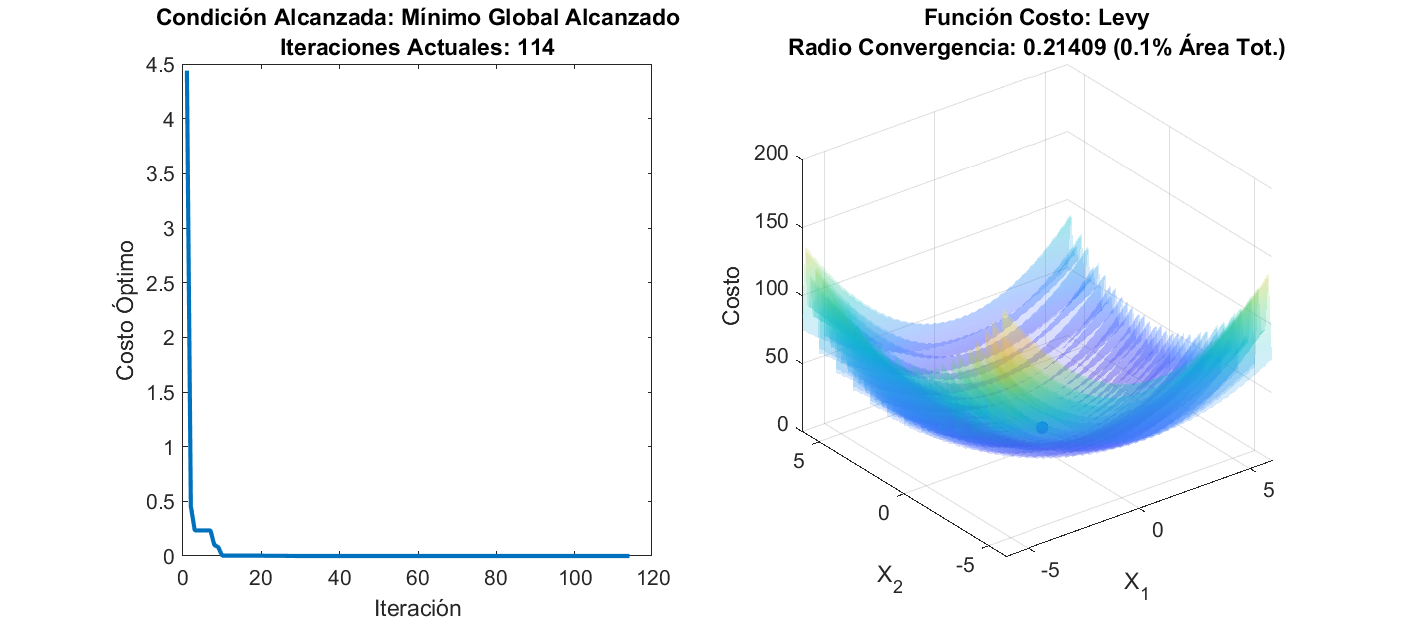 Condición Alcanzada: Mínimo Global Alcanzado
Iteraciones Actuales: 114
4.5
4
3.5
3
2.5
2
1.5
1
0.5
0
Costo Óptimo
0 20 40 60 80 100 120
Iteración
Función Costo: Levy
Radio Convergencia: 0.21409 (0.1% Área Tot.)
200
150
100
50
0
Costo
5
0
-5
X_2
-5
0
5
X_1